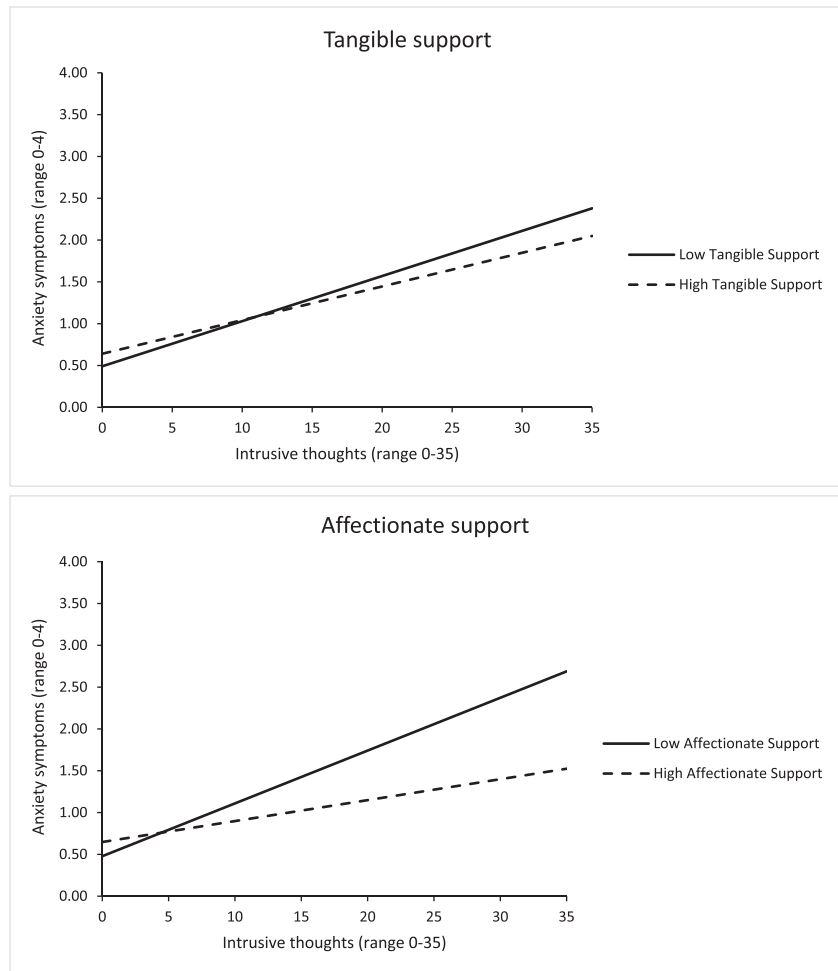 Tangible support
4.00
3.50
3.00
2.50
2.00
1.50
1.00
0.50
0.00
Anxiety symptoms (range 0-4)
0 5 10 15 20 25 30 35
Intrusive thoughts (range 0-35)
Low Tangible Support
High Tangible Support
Affectionate support
4.00
3.50
3.00
2.50
2.00
1.50
1.00
0.50
0.00
Anxiety symptoms (range 0-4)
0 5 10 15 20 25 30 35
Intrusive thoughts (range 0-35)
Low Affectionate Support
High Affectionate Support